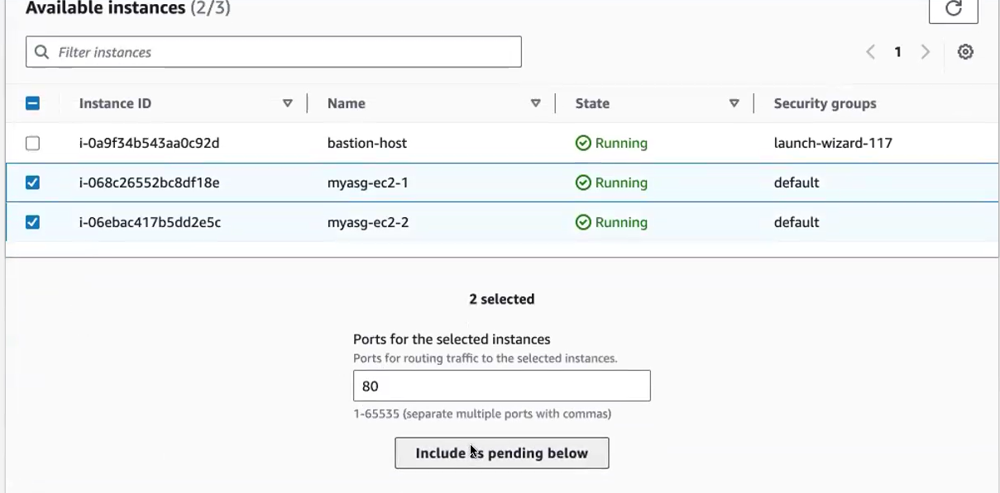 Available instances (2/3)
Filter instances
1
Instance ID Name State Security groups
i-0a9f34b543aa0c92d bastion-host Running launch-wizard-117
i-068c26552bc8df18e myasg-ec2-1 Running default
i-06ebac417b5dd2e5c myasg-ec2-2 Running default
2 selected
Ports for the selected instances
Ports for routing traffic to the selected instances.
80
1-65535 (separate multiple ports with commas)
Include as pending below